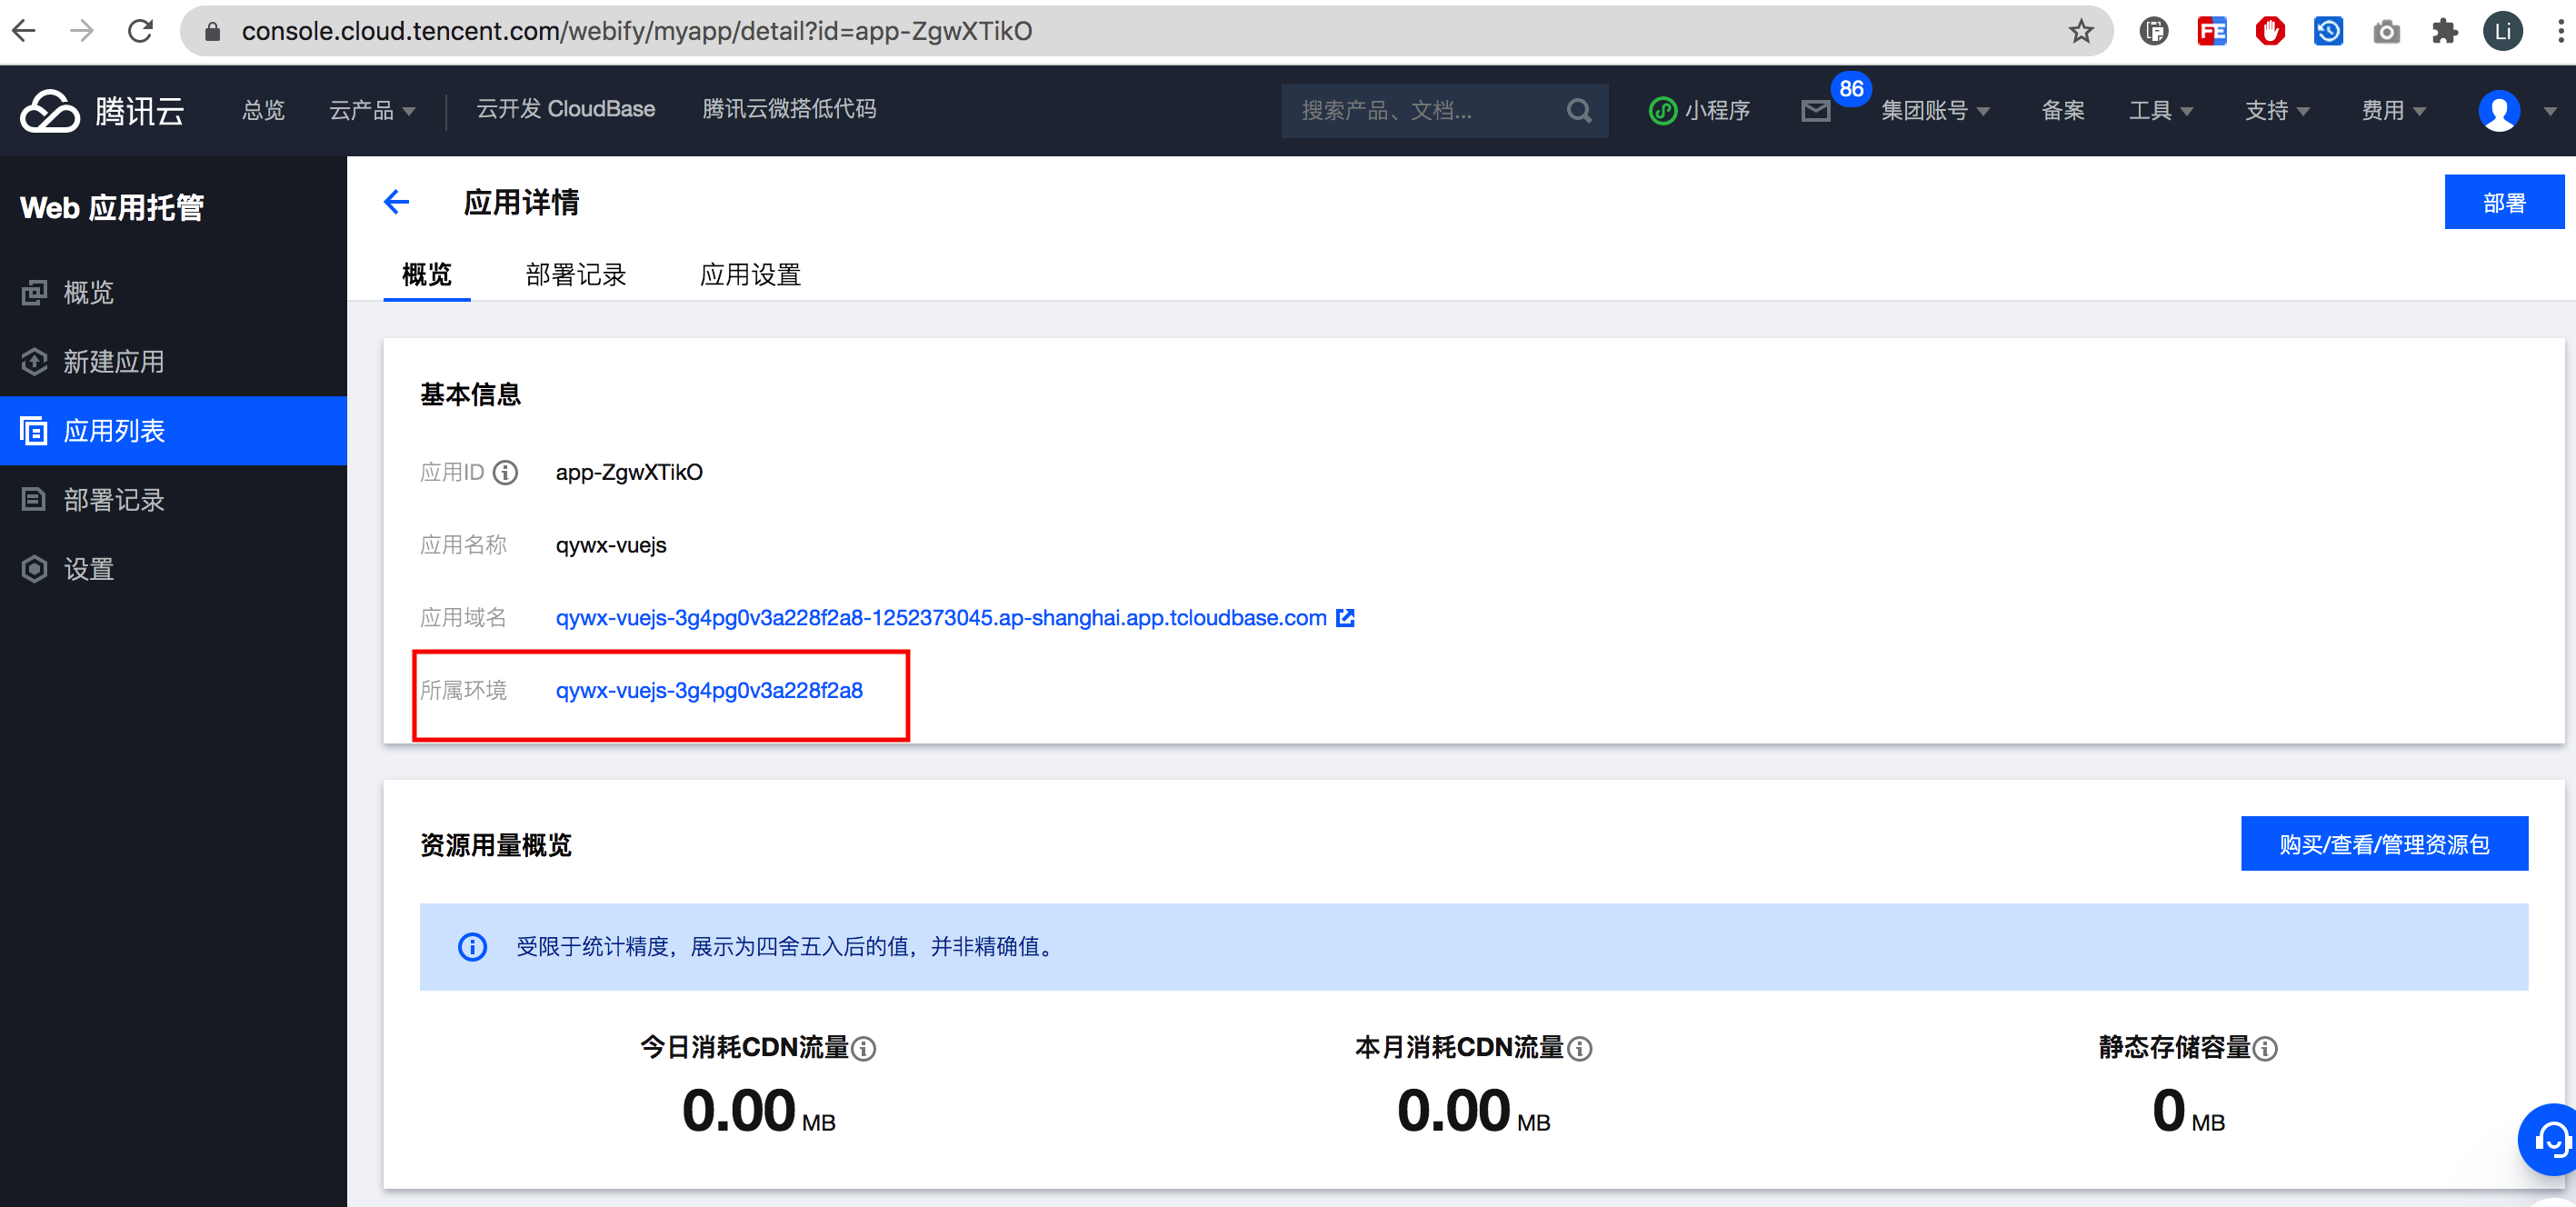 console.cloud.tencent.com/webify/myapp/detail?id=app-ZgwXTikO
FE
Li
腾讯云
总览
云产品
云开发 CloudBase
腾讯云微搭低代码
搜索产品、文档...
小程序
86
集团账号
备案
工具
支持
费用
Web 应用托管
概览
新建应用
应用列表
部署记录
设置
应用详情
部署
概览
部署记录
应用设置
基本信息
应用ID app-ZgwXTikO
应用名称 qywx-vuejs
应用域名 qywx-vuejs-3g4pg0v3a228f2a8-1252373045.ap-shanghai.app.tcloudbase.com
所属环境 qywx-vuejs-3g4pg0v3a228f2a8
资源用量概览
购买/查看/管理资源包
受限于统计精度，展示为四舍五入后的值，并非精确值。
今日消耗CDN流量
0.00 MB
本月消耗CDN流量
0.00 MB
静态存储容量
0 MB